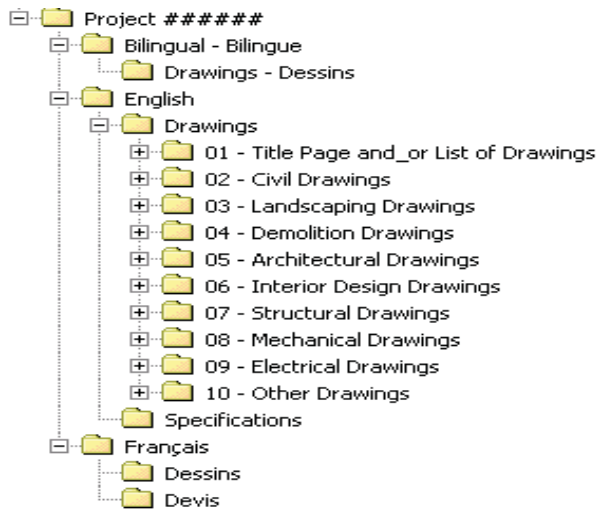 Project ######
Bilingual - Bilingue
Drawings - Dessins
English
Drawings
01 - Title Page and_or List of Drawings
02 - Civil Drawings
03 - Landscaping Drawings
04 - Demolition Drawings
05 - Architectural Drawings
06 - Interior Design Drawings
07 - Structural Drawings
08 - Mechanical Drawings
09 - Electrical Drawings
10 - Other Drawings
Specifications
Français
Dessins
Devis